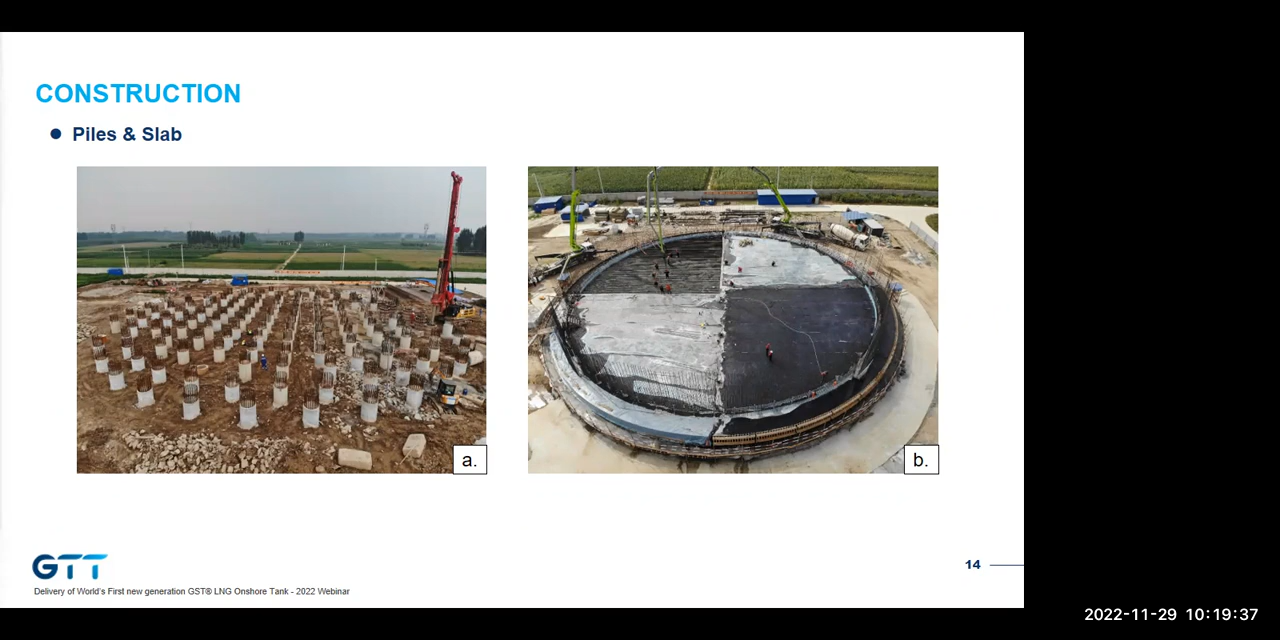 CONSTRUCTION
Piles & Slab
a.
b.
GTT
14
Delivery of World's First new generation GST® LNG Onshore Tank - 2022 Webinar
2022-11-29 10:19:37